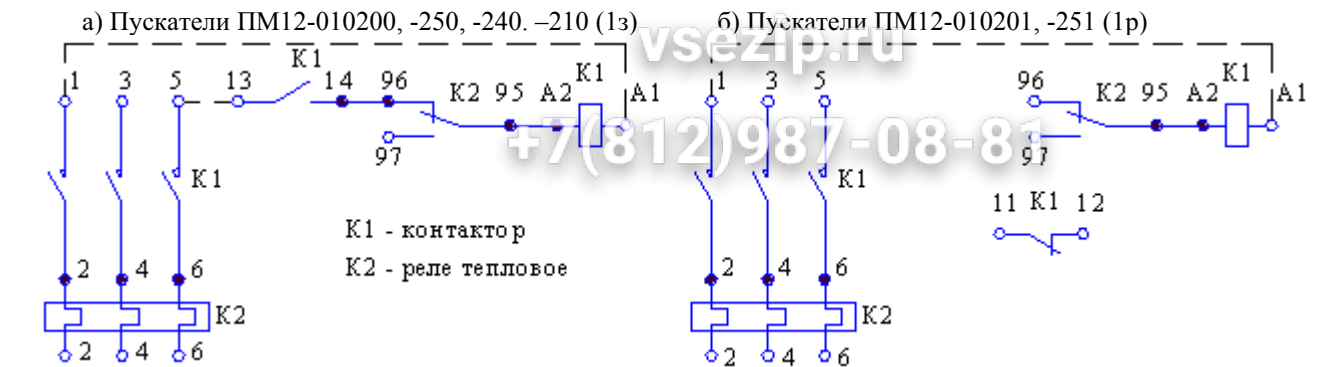 а) Пускатели ПМ12-010200, -250, -240. –210 (1з)
б) Пускатели ПМ12-010201, -251 (1р)
vsezip.ru
+7(812)987-08-81
1 3 5 13 К1 14 96 К2 95 А2 К1 А1
97
К1
К1 - контактор
К2 - реле тепловое
2 4 6
К2
2 4 6
1 3 5 96 К2 95 А2 К1 А1
97
К1
11 К1 12
2 4 6
К2
2 4 6